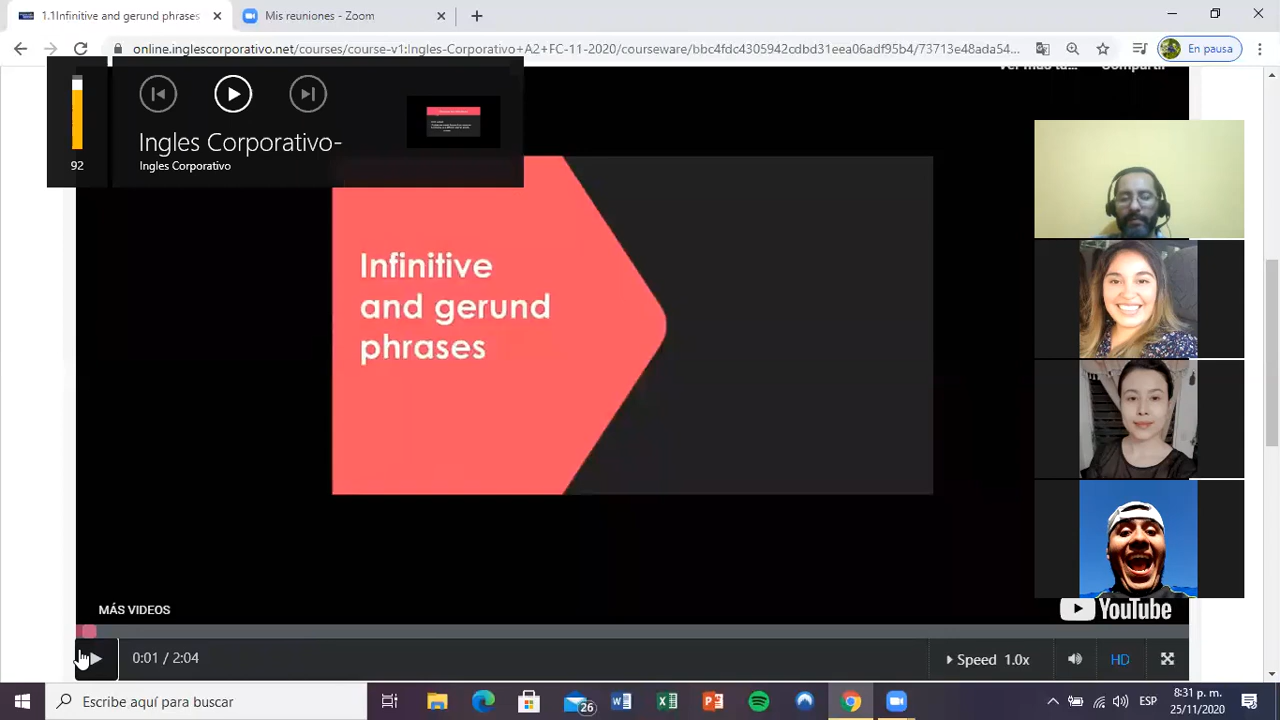 1.1Infinitive and gerund phrases
Mis reuniones - Zoom
online.inglescorporativo.net/courses/course-v1:Ingles-Corporativo+A2+FC-11-2020/courseware/bbc4fdc4305942cdbd31eea06adf95b4/73713e48ada54...
En pausa
Ingles Corporativo-
Ingles Corporativo
92
Infinitive
and gerund
phrases
MÁS VIDEOS
YouTube
0:01 / 2:04
Speed 1.0x
HD
Escribe aquí para buscar
26
ESP
8:31 p. m.
25/11/2020